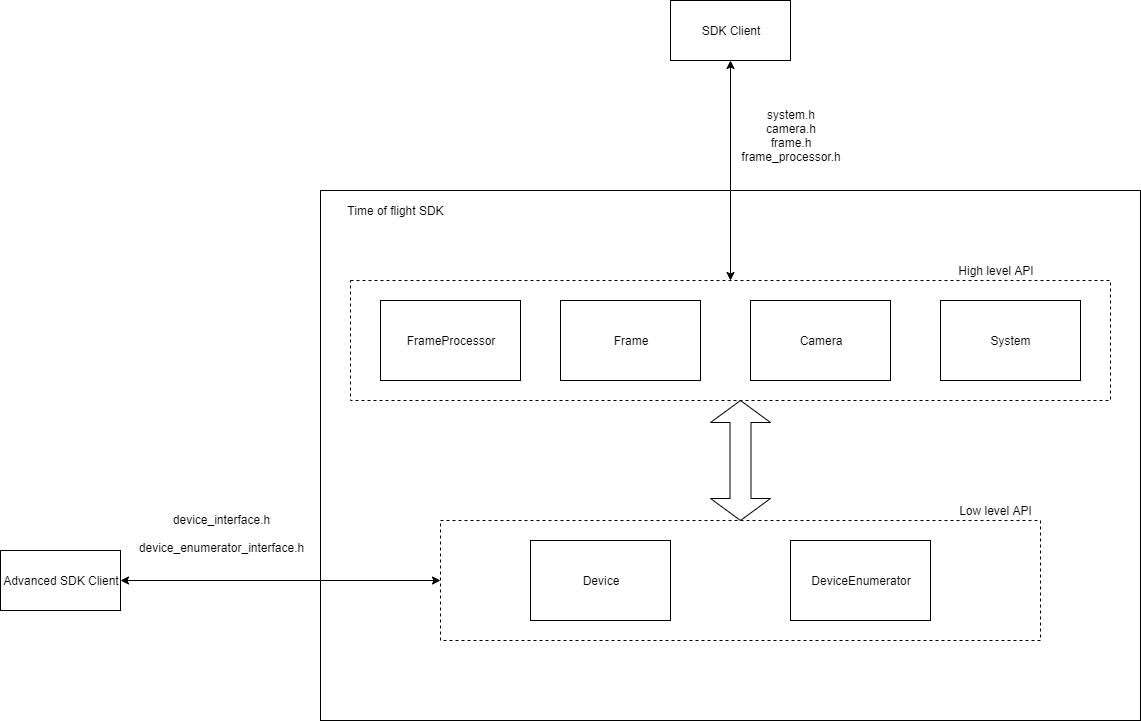 SDK Client
system.h
camera.h
frame.h
frame_processor.h
Time of flight SDK
High level API
FrameProcessor
Frame
Camera
System
Low level API
device_interface.h
device_enumerator_interface.h
Advanced SDK Client
Device
DeviceEnumerator